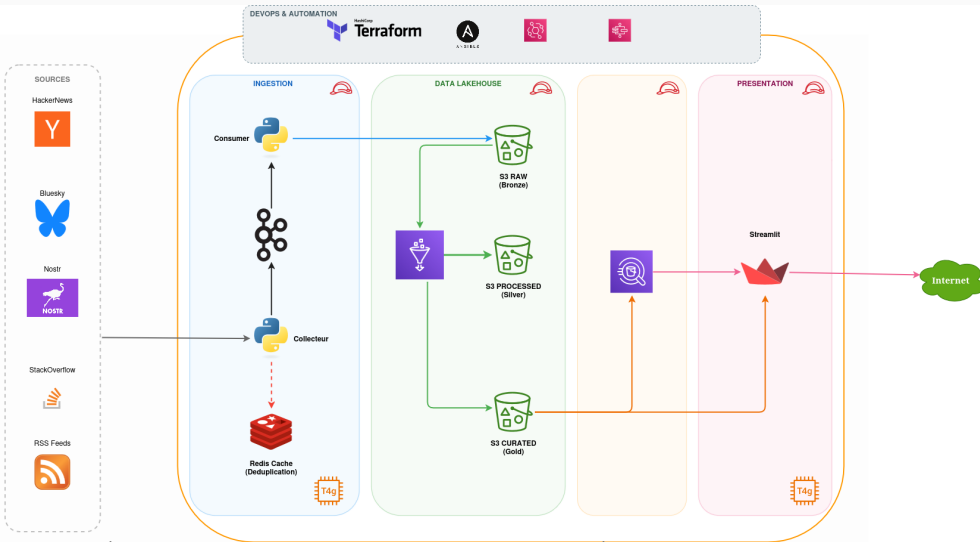 DEVOPS & AUTOMATION
HashiCorp
Terraform
ANSIBLE
SOURCES
HackerNews
Y
Bluesky
Nostr
NOSTR
StackOverflow
RSS Feeds
INGESTION
Consumer
Collecteur
Redis Cache
(Deduplication)
T4g
DATA LAKEHOUSE
S3 RAW
(Bronze)
S3 PROCESSED
(Silver)
S3 CURATED
(Gold)
PRESENTATION
Streamlit
T4g
Internet